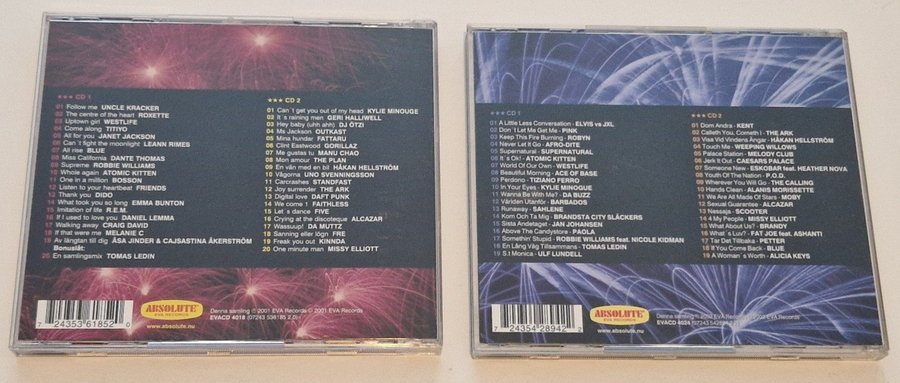 ★★★ CD 1
01 Follow me UNCLE KRACKER
02 The centre of the heart ROXETTE
03 Uptown girl WESTLIFE
04 Come along TITIYO
05 All for you JANET JACKSON
06 Can´t fight the moonlight LEANN RIMES
07 All rise BLUE
08 Miss California DANTE THOMAS
09 Supreme ROBBIE WILLIAMS
10 Whole again ATOMIC KITTEN
11 One in a million BOSSON
12 Listen to your heartbeat FRIENDS
13 Thank you DIDO
14 What took you so long EMMA BUNTON
15 Imitation of life R.E.M.
16 If I used to love you DANIEL LEMMA
17 Walking away CRAIG DAVID
18 If that were me MELANIE C
19 Av längtan till dig ÅSA JINDER & CAJSASTINA ÅKERSTRÖM
Bonuslåt:
20 En samlingsmix TOMAS LEDIN
★★★ CD 2
01 Can´t get you out of my head KYLIE MINOUGE
02 It´s raining men GERI HALLIWELL
03 Hey baby (uhh ahh) DJ ÖTZI
04 Ms Jackson OUTKAST
05 Mina hundar FATTARU
06 Clint Eastwood GORILLAZ
07 Me gustas tu MANU CHAO
08 Mon amour THE PLAN
09 En vän med en bil HÅKAN HELLSTRÖM
10 Vågorna UNO SVENNINGSSON
11 Carcrashes STANDFAST
12 Joy surrender THE ARK
13 Digital love DAFT PUNK
14 We come 1 FAITHLESS
15 Let´s dance FIVE
16 Crying at the discoteque ALCAZAR
17 Wassuup! DA MUTTZ
18 Sanning eller lögn FRE
19 Freak you out KINNDA
20 One minute man MISSY ELLIOTT
7 24353 61852 0
ABSOLUTE
EVA RECORDS
www.absolute.nu
Denna samling ℗ 2001 EVA Records © 2001 EVA Records
EVACD 4018 (07243 536185 2 0)
★★★ CD 1
01 A Little Less Conversation - ELVIS vs JXL
02 Don´t Let Me Get Me - PINK
03 Keep This Fire Burning - ROBYN
04 Never Let It Go - AFRO-DITE
05 Supernatural - SUPERNATURAL
06 It´s Ok! - ATOMIC KITTEN
07 World Of Our Own - WESTLIFE
08 Beautiful Morning - ACE OF BASE
09 Perdono - TIZIANO FERRO
10 In Your Eyes - KYLIE MINOGUE
11 Wanna Be With Me? - DA BUZZ
12 Världen Utanför - BARBADOS
13 Runaway - SAHLENE
14 Kom Och Ta Mig - BRANDSTA CITY SLÄCKERS
15 Sista Andetaget - JAN JOHANSEN
16 Above The Candystore - PAOLA
17 Somethin' Stupid - ROBBIE WILLIAMS feat. NICOLE KIDMAN
18 En Lång Väg Tillsammans - TOMAS LEDIN
19 S:t Monica - ULF LUNDELL
★★★ CD 2
01 Dom Andra - KENT
02 Calleth You, Cometh I - THE ARK
03 Visa Vid Vindens Ängar - HÅKAN HELLSTRÖM
04 Touch Me - WEEPING WILLOWS
05 Palace Station - MELODY CLUB
06 Jerk It Out - CAESARS PALACE
07 Someone New - ESKOBAR feat. HEATHER NOVA
08 Youth Of The Nation - P.O.D.
09 Wherever You Will Go - THE CALLING
10 Hands Clean - ALANIS MORISSETTE
11 We Are All Made Of Stars - MOBY
12 Sexual Guarantee - ALCAZAR
13 Nessaja - SCOOTER
14 4 My People - MISSY ELLIOTT
15 What About Us? - BRANDY
16 What´s Luv? - FAT JOE feat. ASHANTI
17 Tar Det Tillbaka - PETTER
18 If You Come Back - BLUE
19 A Woman´s Worth - ALICIA KEYS
7 24354 28942 2
ABSOLUTE
EVA RECORDS
www.absolute.nu
Denna samling ℗ 2002 EVA Records © 2002 EVA Records